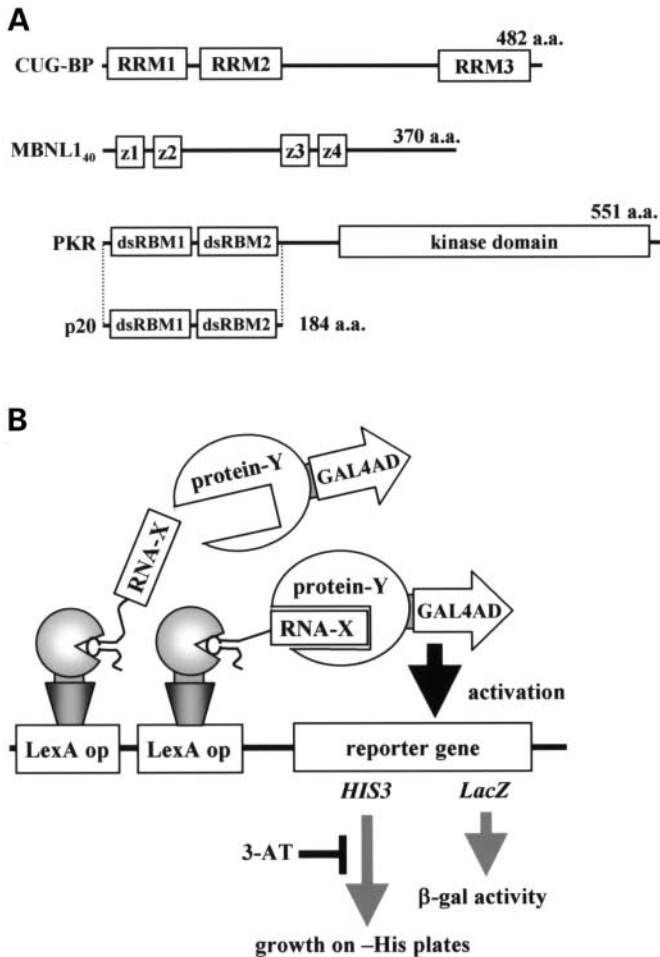 A
482 a.a.
CUG-BP RRM1 RRM2 RRM3
370 a.a.
MBNL1₄₀ z1 z2 z3 z4
551 a.a.
PKR dsRBM1 dsRBM2 kinase domain
p20 dsRBM1 dsRBM2 184 a.a.
B
protein-Y GAL4AD
RNA-X
protein-Y
RNA-X GAL4AD
activation
LexA op LexA op reporter gene
HIS3 LacZ
3-AT
β-gal activity
growth on –His plates